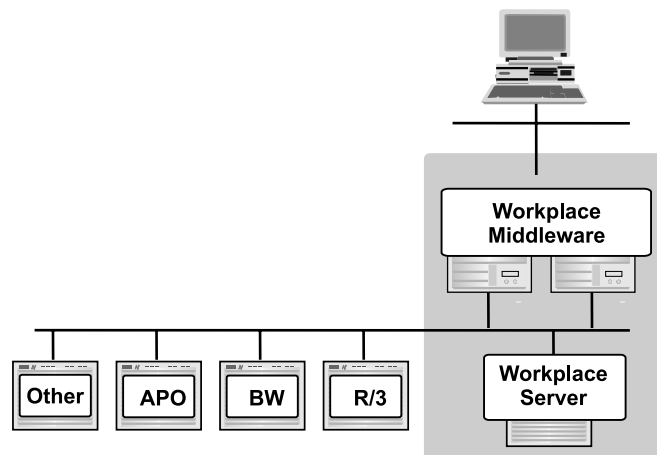 Workplace
Middleware
Other
APO
BW
R/3
Workplace
Server